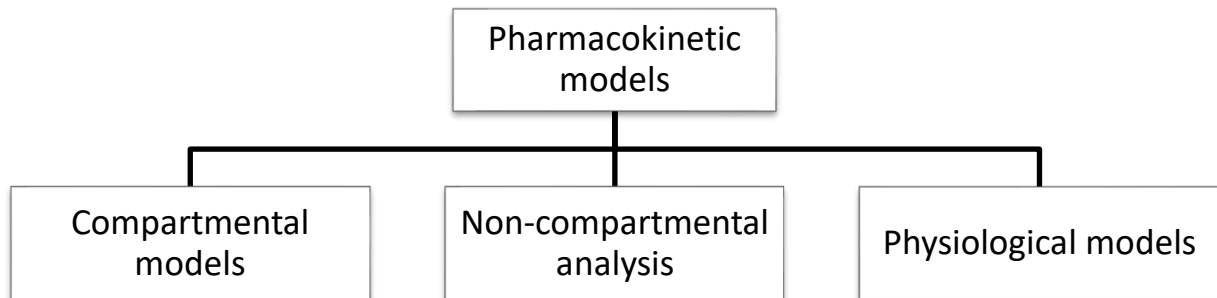 Pharmacokinetic
models
Compartmental
models
Non-compartmental
analysis
Physiological models